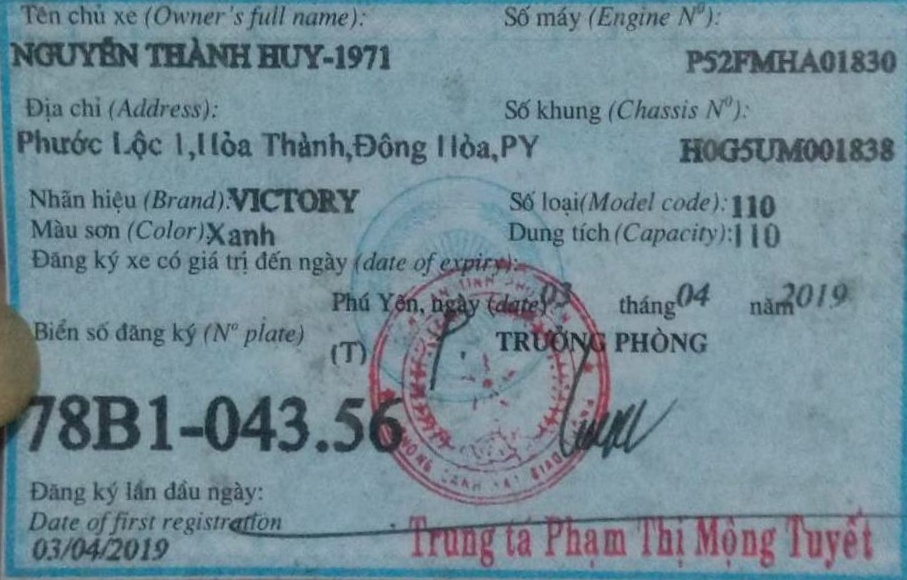 Tên chủ xe (Owner's full name):
Số máy (Engine Nº):
NGUYỄN THÀNH HUY-1971
P52FMHA01830
Địa chỉ (Address):
Số khung (Chassis Nº):
Phước Lộc 1,Hòa Thành,Đông Hòa,PY
H0G5UM001838
Nhãn hiệu (Brand):VICTORY
Số loại(Model code):110
Màu sơn (Color)Xanh
Dung tích (Capacity):110
Đăng ký xe có giá trị đến ngày (date of expiry):
Phú Yên, ngày (date) 03 tháng 04 năm 2019
Biển số đăng ký (Nº plate)
(T)
TRƯỞNG PHÒNG
78B1-043.56
Đăng ký lần đầu ngày:
Date of first registration
03/04/2019
Trung tá Phạm Thị Mộng Tuyết